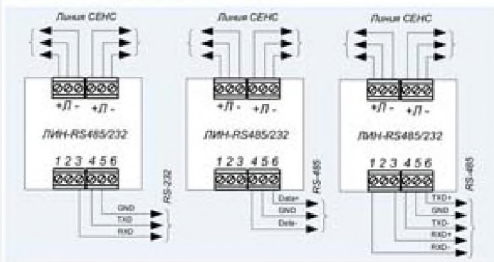 Линия СЕНС
Линия СЕНС
Линия СЕНС
+Л - +Л -
+Л - +Л -
+Л - +Л -
ЛИН-RS485/232
ЛИН-RS485/232
ЛИН-RS485/232
1 2 3 4 5 6
1 2 3 4 5 6
1 2 3 4 5 6
RS-232
RS-485
RS-485
GND
TXD
RXD
Data+
GND
Data-
TXD+
GND
TXD-
RXD+
RXD-